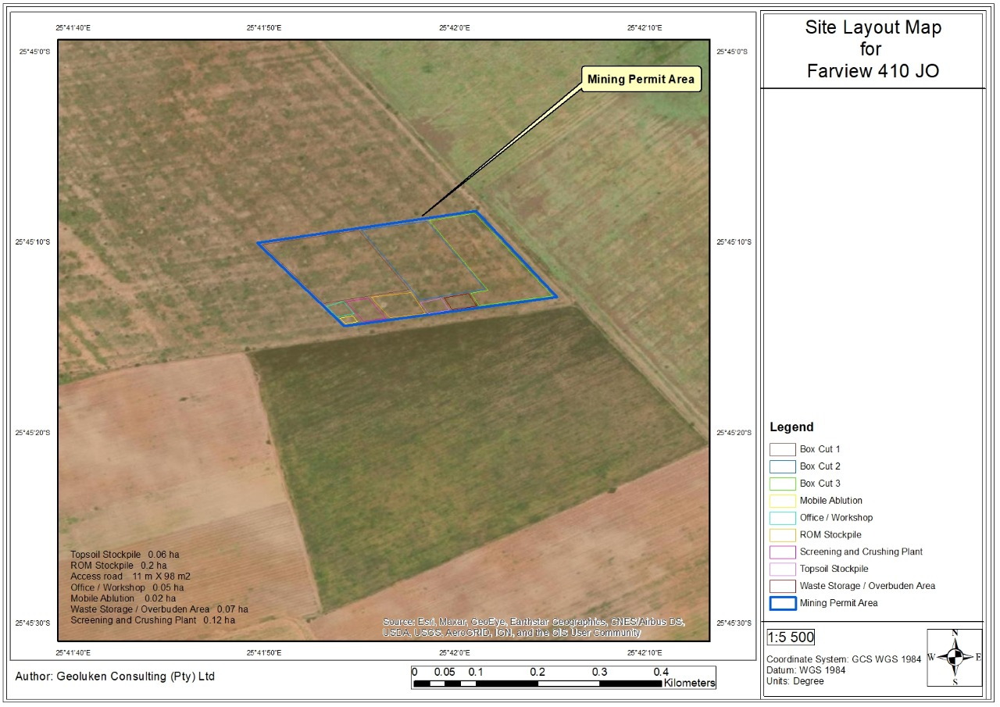 Site Layout Map
for
Farview 410 JO
25°41'40"E 25°41'50"E 25°42'0"E 25°42'10"E
25°45'0"S 25°45'0"S
Mining Permit Area
25°45'10"S 25°45'10"S
25°45'20"S 25°45'20"S
Topsoil Stockpile 0.06 ha
ROM Stockpile 0.2 ha
Access road 11 m X 98 m2
Office / Workshop 0.05 ha
Mobile Ablution 0.02 ha
Waste Storage / Overbuden Area 0.07 ha
Screening and Crushing Plant 0.12 ha
25°45'30"S 25°45'30"S
Source: Esri, Maxar, GeoEye, Earthstar Geographics, CNES/Airbus DS,
USDA, USGS, AeroGRID, IGN, and the GIS User Community
25°41'40"E 25°41'50"E 25°42'0"E 25°42'10"E
Author: Geoluken Consulting (Pty) Ltd
0 0.05 0.1 0.2 0.3 0.4
Kilometers
Legend
Box Cut 1
Box Cut 2
Box Cut 3
Mobile Ablution
Office / Workshop
ROM Stockpile
Screening and Crushing Plant
Topsoil Stockpile
Waste Storage / Overbuden Area
Mining Permit Area
1:5 500
Coordinate System: GCS WGS 1984
Datum: WGS 1984
Units: Degree
N
W E
S